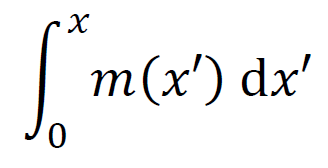 ∫₀ˣ m(x′) dx′